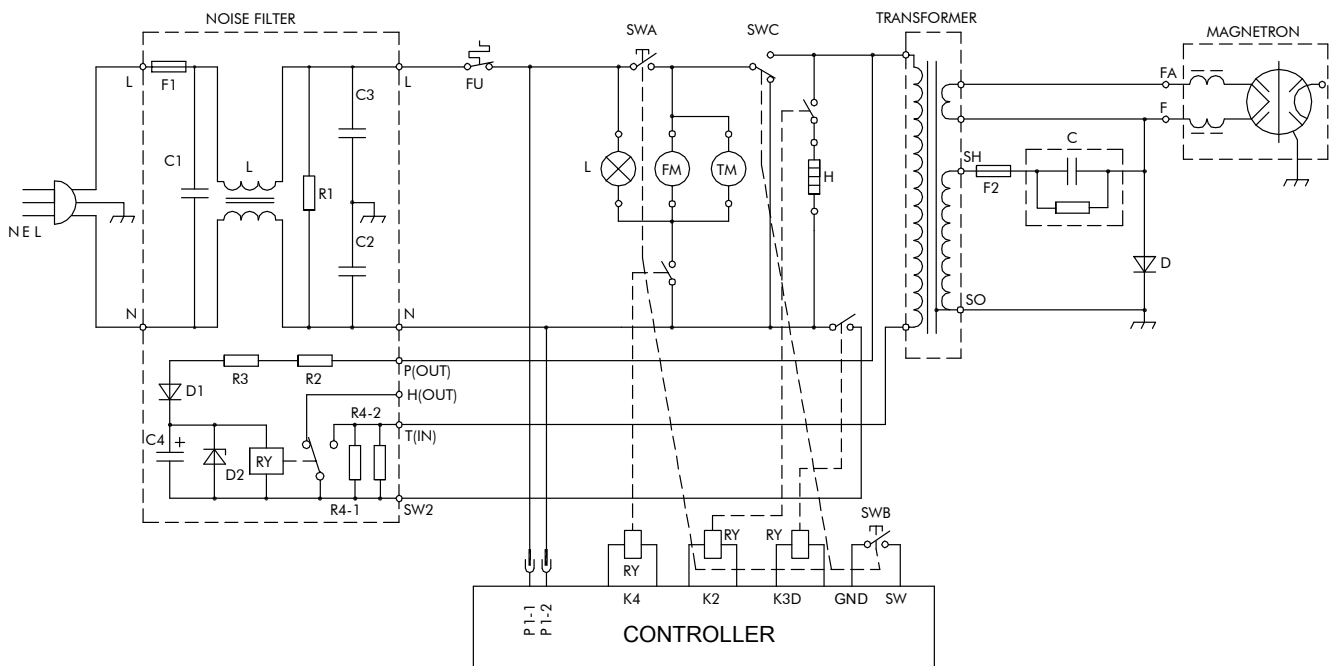 NOISE FILTER
TRANSFORMER
MAGNETRON
SWA
SWC
L
F1
L
FU
FA
F
C3
C1
L
R1
C2
L
FM
TM
H
SH
F2
C
D
SO
N E L
N
N
P(OUT)
R3
R2
H(OUT)
D1
R4-2
T(IN)
C4
+
RY
D2
R4-1
SW2
SWB
RY
RY
RY
P1-1
P1-2
K4
K2
K3D
GND
SW
CONTROLLER